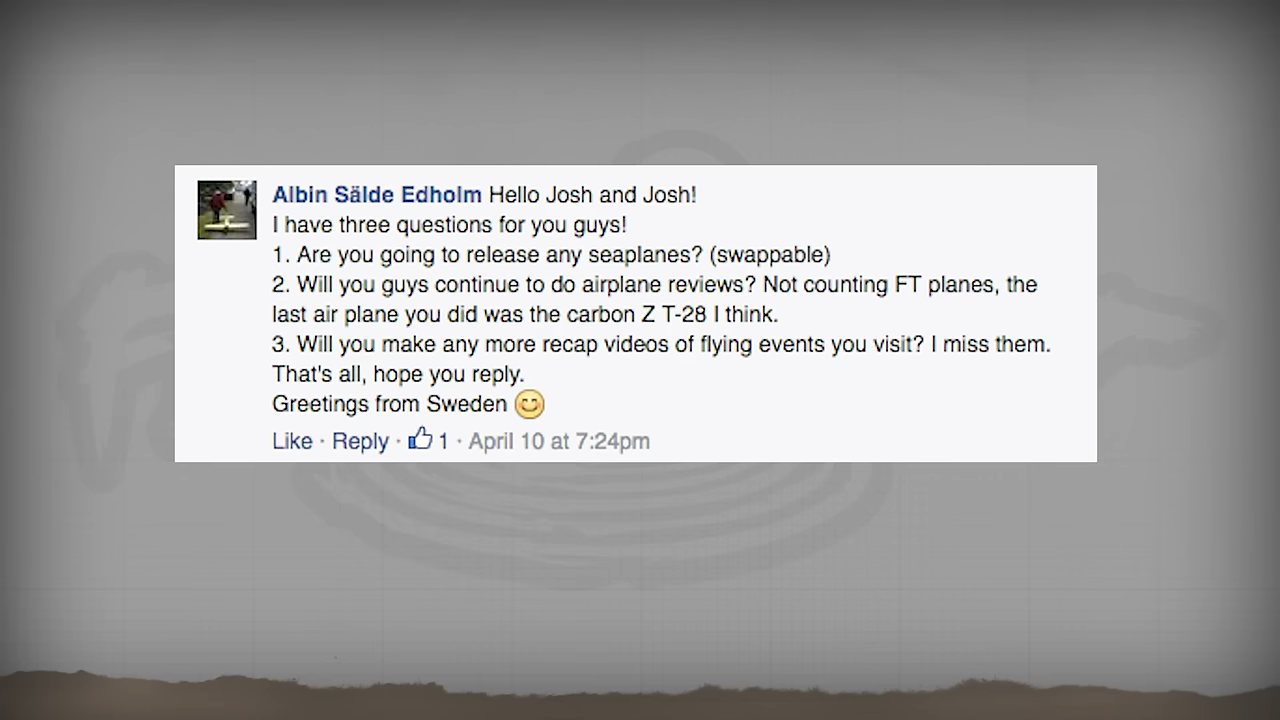 Albin Sälde Edholm Hello Josh and Josh!
I have three questions for you guys!
1. Are you going to release any seaplanes? (swappable)
2. Will you guys continue to do airplane reviews? Not counting FT planes, the
last air plane you did was the carbon Z T-28 I think.
3. Will you make any more recap videos of flying events you visit? I miss them.
That's all, hope you reply.
Greetings from Sweden 😊
Like · Reply · 👍 1 · April 10 at 7:24pm